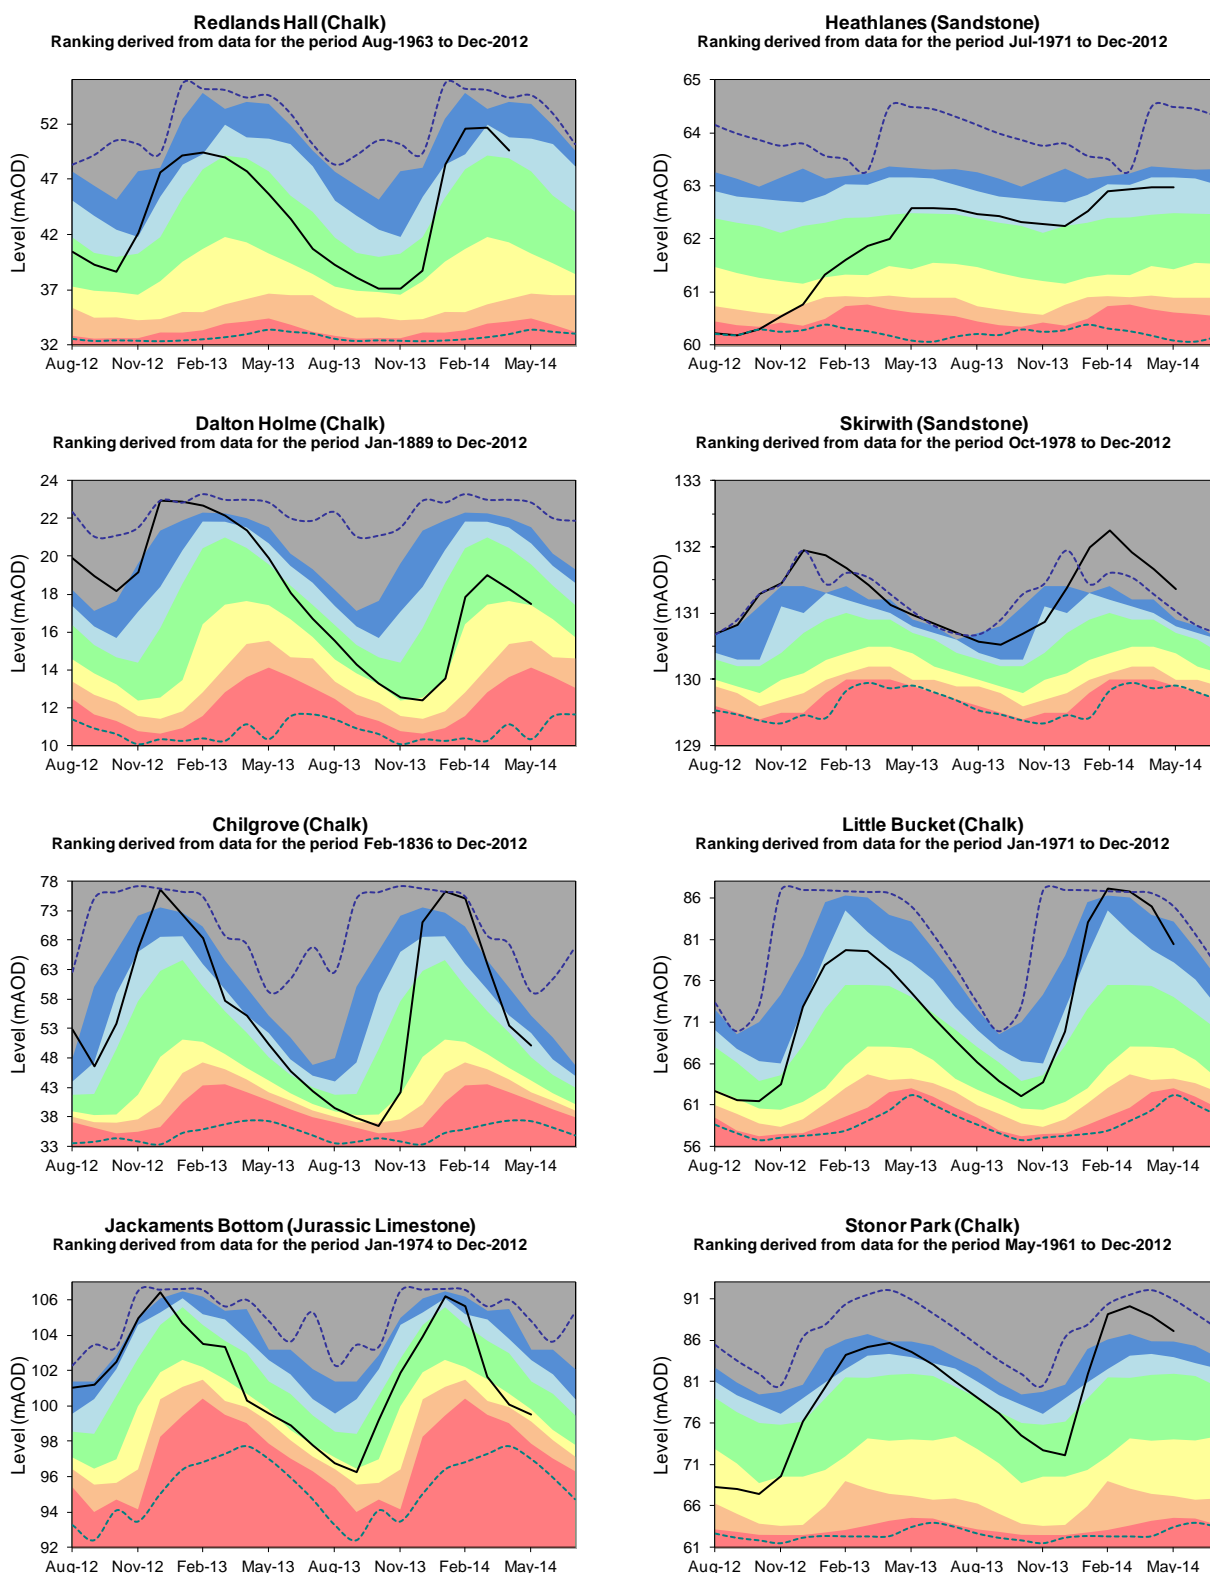 Redlands Hall (Chalk)
Ranking derived from data for the period Aug-1963 to Dec-2012
Level (mAOD)
52
47
42
37
32
Aug-12 Nov-12 Feb-13 May-13 Aug-13 Nov-13 Feb-14 May-14
Heathlanes (Sandstone)
Ranking derived from data for the period Jul-1971 to Dec-2012
Level (mAOD)
65
64
63
62
61
60
Aug-12 Nov-12 Feb-13 May-13 Aug-13 Nov-13 Feb-14 May-14
Dalton Holme (Chalk)
Ranking derived from data for the period Jan-1889 to Dec-2012
Level (mAOD)
24
22
20
18
16
14
12
10
Aug-12 Nov-12 Feb-13 May-13 Aug-13 Nov-13 Feb-14 May-14
Skirwith (Sandstone)
Ranking derived from data for the period Oct-1978 to Dec-2012
Level (mAOD)
133
132
131
130
129
Aug-12 Nov-12 Feb-13 May-13 Aug-13 Nov-13 Feb-14 May-14
Chilgrove (Chalk)
Ranking derived from data for the period Feb-1836 to Dec-2012
Level (mAOD)
78
73
68
63
58
53
48
43
38
33
Aug-12 Nov-12 Feb-13 May-13 Aug-13 Nov-13 Feb-14 May-14
Little Bucket (Chalk)
Ranking derived from data for the period Jan-1971 to Dec-2012
Level (mAOD)
86
81
76
71
66
61
56
Aug-12 Nov-12 Feb-13 May-13 Aug-13 Nov-13 Feb-14 May-14
Jackaments Bottom (Jurassic Limestone)
Ranking derived from data for the period Jan-1974 to Dec-2012
Level (mAOD)
106
104
102
100
98
96
94
92
Aug-12 Nov-12 Feb-13 May-13 Aug-13 Nov-13 Feb-14 May-14
Stonor Park (Chalk)
Ranking derived from data for the period May-1961 to Dec-2012
Level (mAOD)
91
86
81
76
71
66
61
Aug-12 Nov-12 Feb-13 May-13 Aug-13 Nov-13 Feb-14 May-14